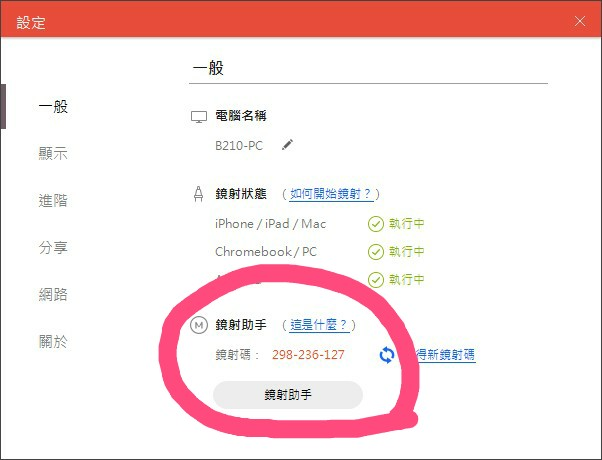 設定
一般
顯示
進階
分享
網路
關於
一般
電腦名稱
B210-PC
鏡射狀態 （如何開始鏡射？）
iPhone / iPad / Mac 執行中
Chromebook / PC 執行中
執行中
M 鏡射助手 （這是什麼？）
鏡射碼： 298-236-127 得新鏡射碼
鏡射助手